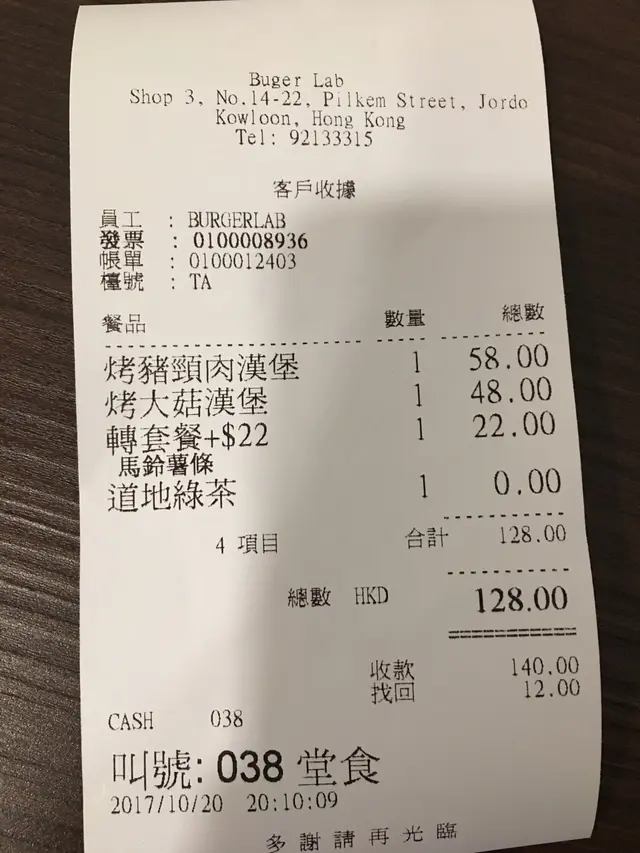 Buger Lab
Shop 3, No.14-22, Pilkem Street, Jordo
Kowloon, Hong Kong
Tel: 92133315
客戶收據
員工 : BURGERLAB
發票 : 0100008936
帳單 : 0100012403
檯號 : TA
餐品 數量 總數
烤豬頸肉漢堡 1 58.00
烤大菇漢堡 1 48.00
轉套餐+$22 1 22.00
馬鈴薯條
道地綠茶 1 0.00
4 項目 合計 128.00
總數 HKD 128.00
收款 140.00
找回 12.00
CASH 038
叫號: 038 堂食
2017/10/20 20:10:09
多謝請再光臨